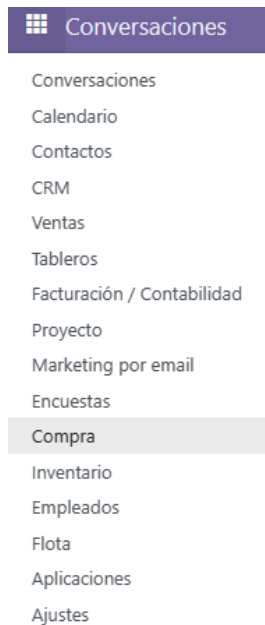 Conversaciones
Conversaciones
Calendario
Contactos
CRM
Ventas
Tableros
Facturación / Contabilidad
Proyecto
Marketing por email
Encuestas
Compra
Inventario
Empleados
Flota
Aplicaciones
Ajustes